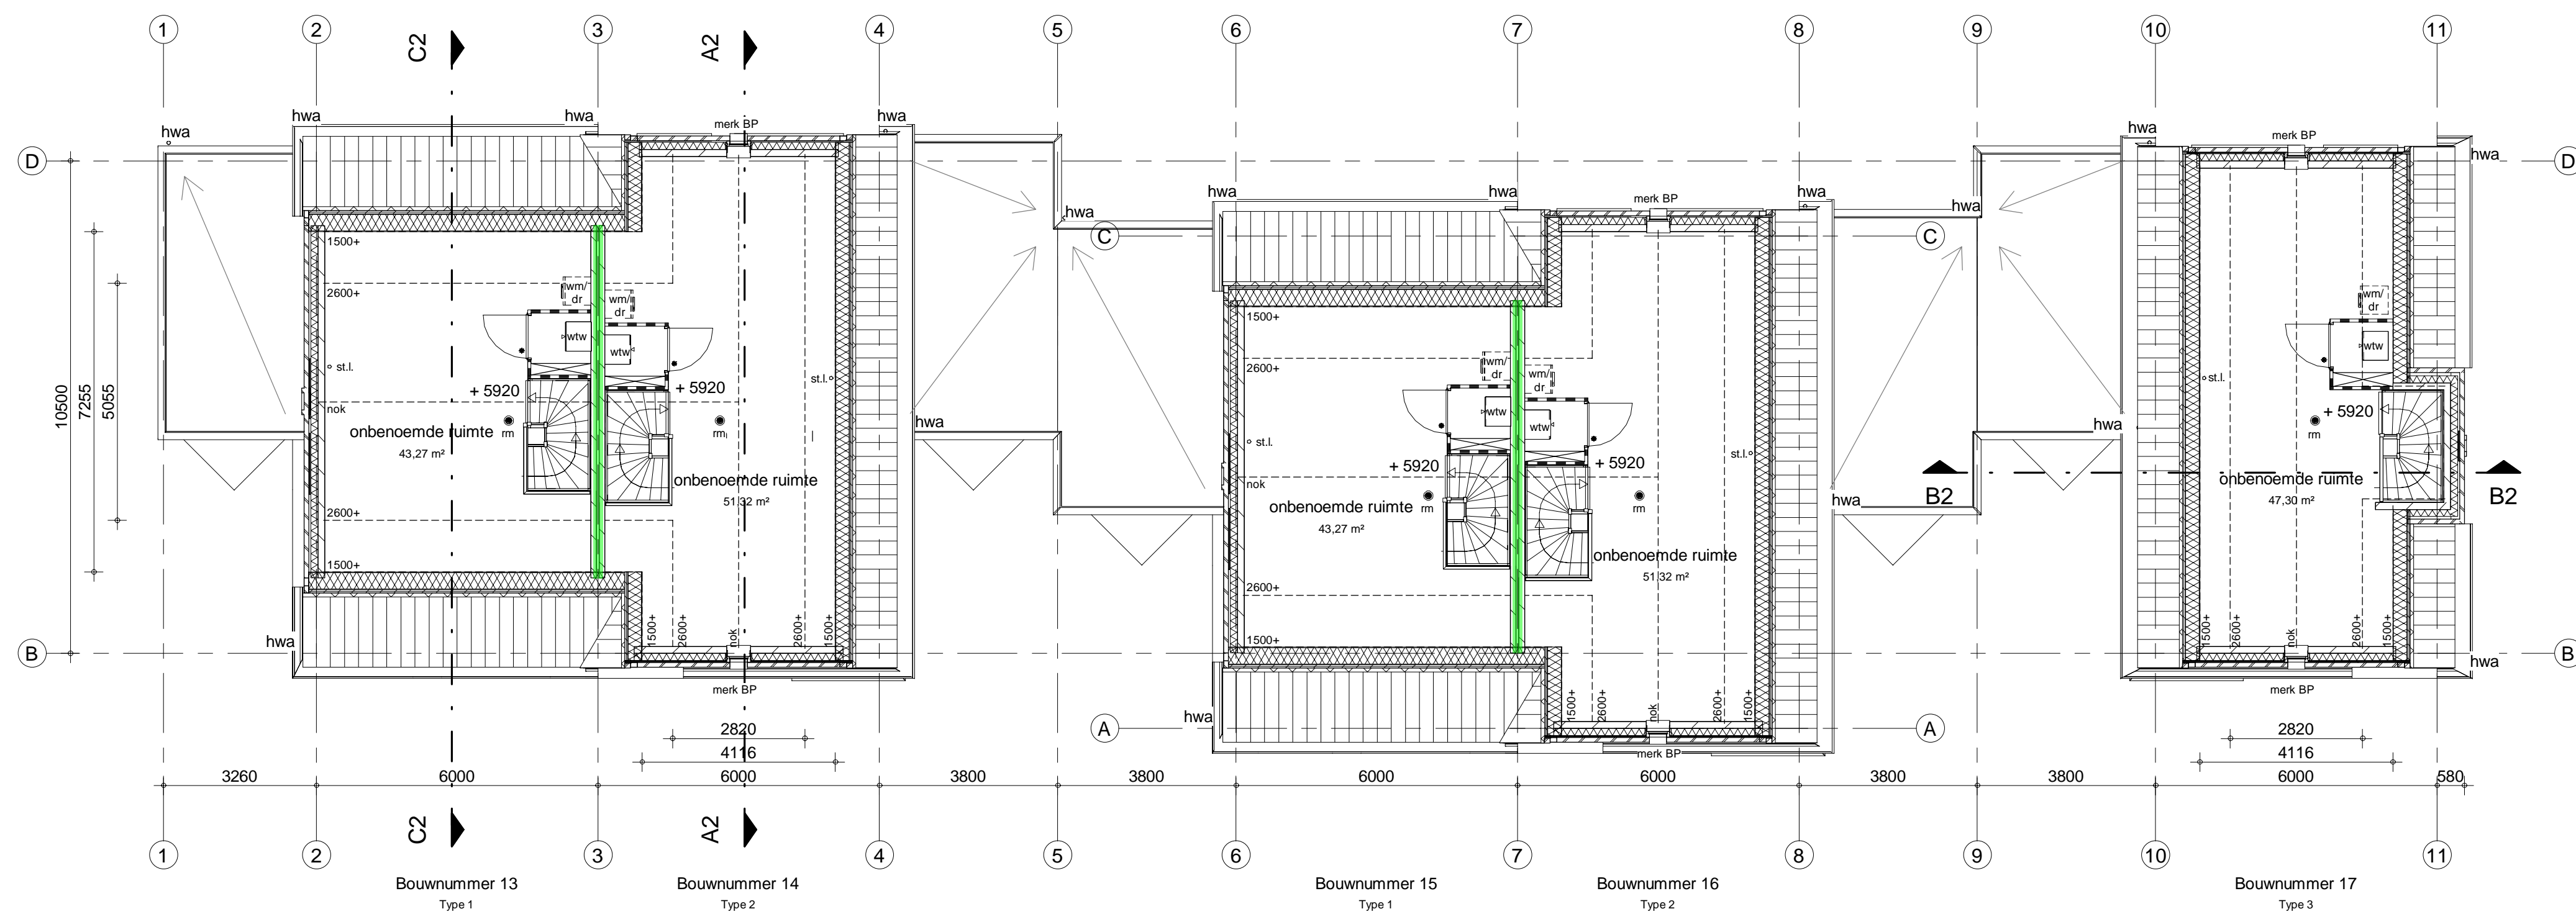 1 2 3 4 5 6 7 8 9 10 11
C2 A2
hwa hwa hwa hwa merk BP
hwa merk BP hwa
D D
hwa hwa hwa merk BP hwa hwa
hwa
C C
10500
7255
5055
1500+
2600+
wm/
dr
wm/
dr
wtw
wtw
st.l.
st.l.
+ 5920
+ 5920
nok
rm
rm
onbenoemde ruimte
43,27 m²
onbenoemde ruimte
51,32 m²
2600+
1500+
1500+ 2600+ nok 2600+ 1500+
hwa
hwa
merk BP
1500+
2600+
wm/
dr
wm/
dr
wtw
wtw
st.l.
st.l.
+ 5920
+ 5920
nok
rm
rm
onbenoemde ruimte
43,27 m²
onbenoemde ruimte
51,32 m²
2600+
1500+
1500+ 2600+ nok 2600+ 1500+
hwa
hwa
merk BP
wm/
dr
wtw
st.l.
+ 5920
rm
hwa
onbenoemde ruimte
47,30 m²
B2 B2
1500+ 2600+ nok 2600+ 1500+
hwa
merk BP
B B
A A
2820
4116
2820
4116
3260 6000 6000 3800 3800 6000 6000 3800 3800 6000 580
C2 A2
1 2 3 4 5 6 7 8 9 10 11
Bouwnummer 13 Bouwnummer 14 Bouwnummer 15 Bouwnummer 16 Bouwnummer 17
Type 1 Type 2 Type 1 Type 2 Type 3